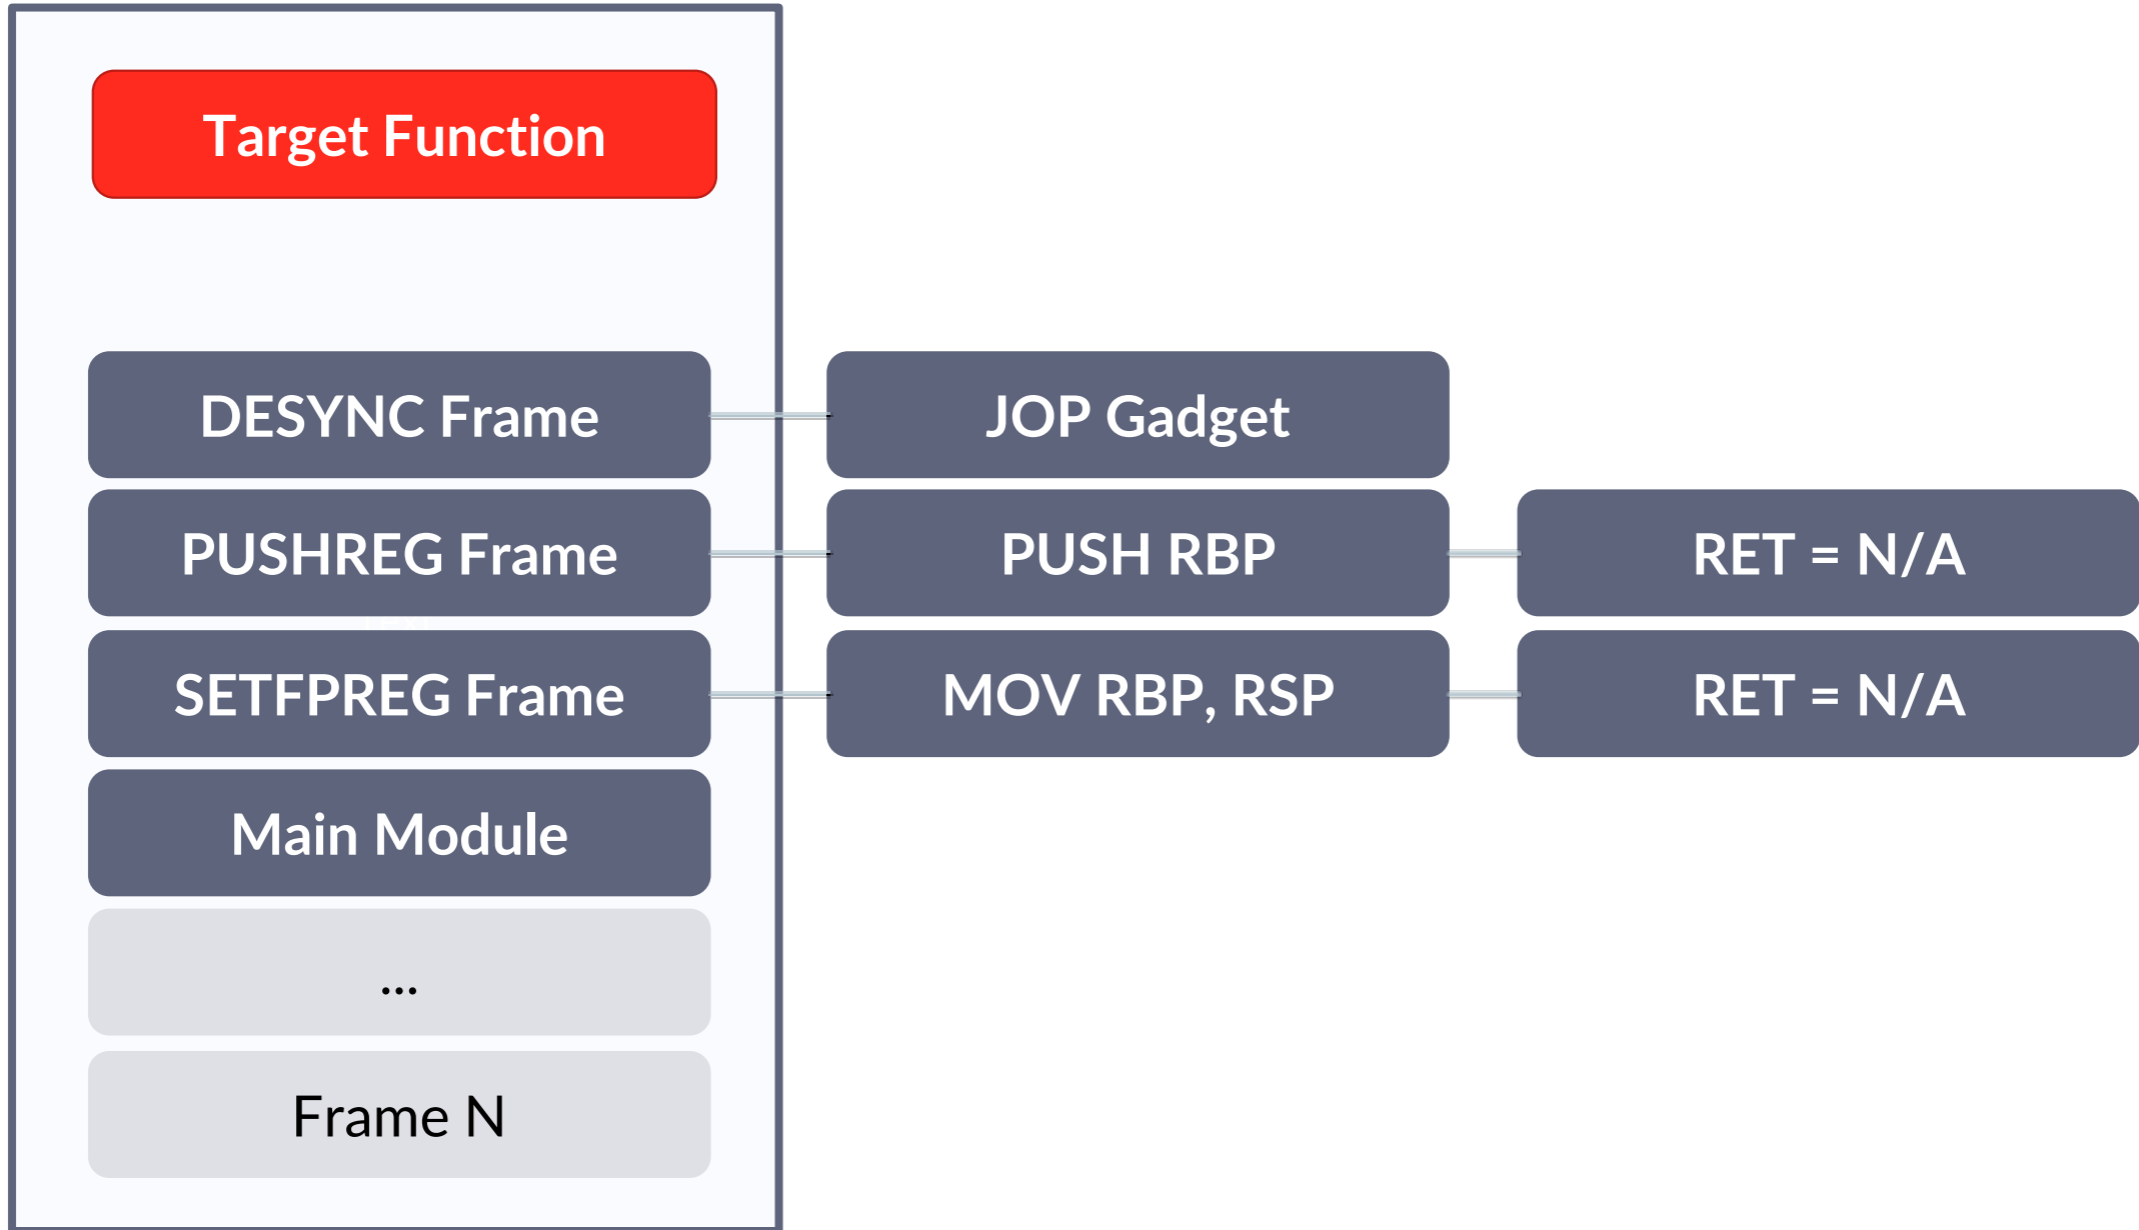 Target Function
DESYNC Frame
JOP Gadget
PUSHREG Frame
PUSH RBP
RET = N/A
SETFPREG Frame
MOV RBP, RSP
RET = N/A
Main Module
...
Frame N